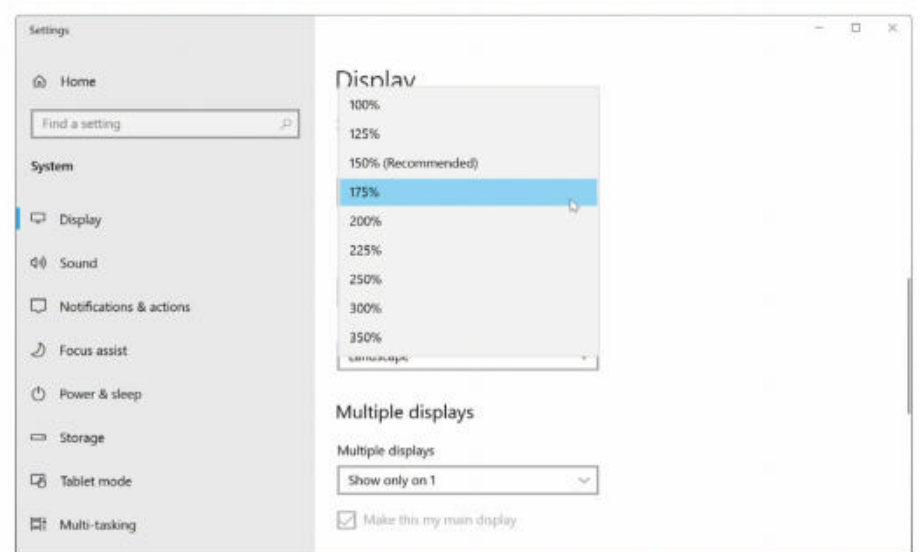 Settings
Home
Find a setting
System
Display
Sound
Notifications & actions
Focus assist
Power & sleep
Storage
Tablet mode
Multi-tasking
Display
100%
125%
150% (Recommended)
175%
200%
225%
250%
300%
350%
Landscape
Multiple displays
Multiple displays
Show only on 1
Make this my main display